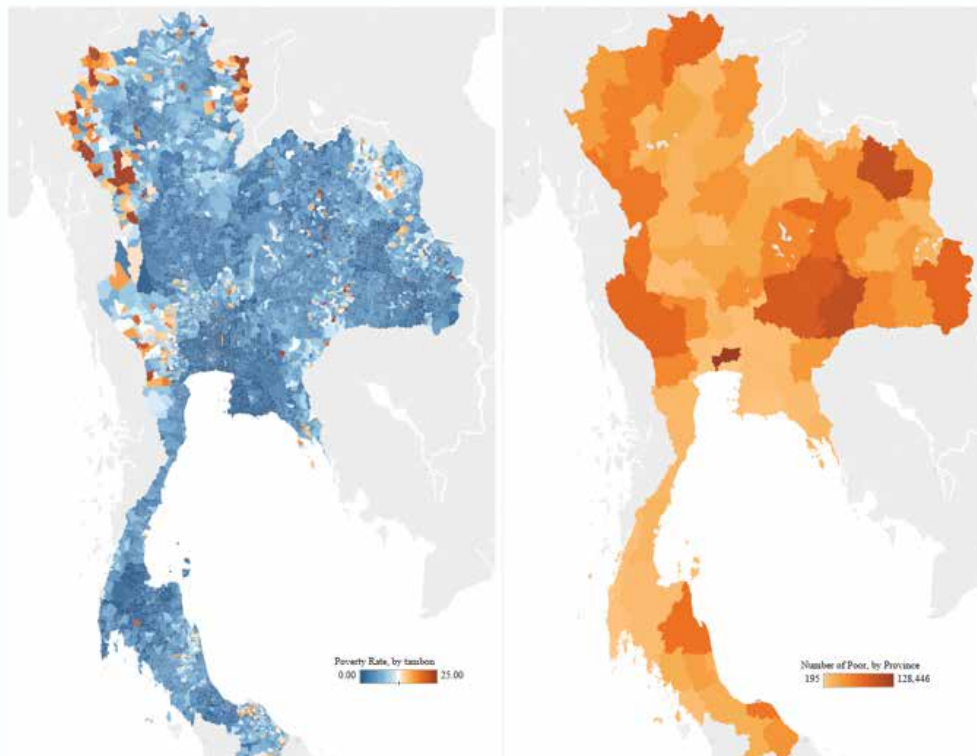 Poverty Rate, by tambon
0.00 25.00
Number of Poor, by Province
195 128,446